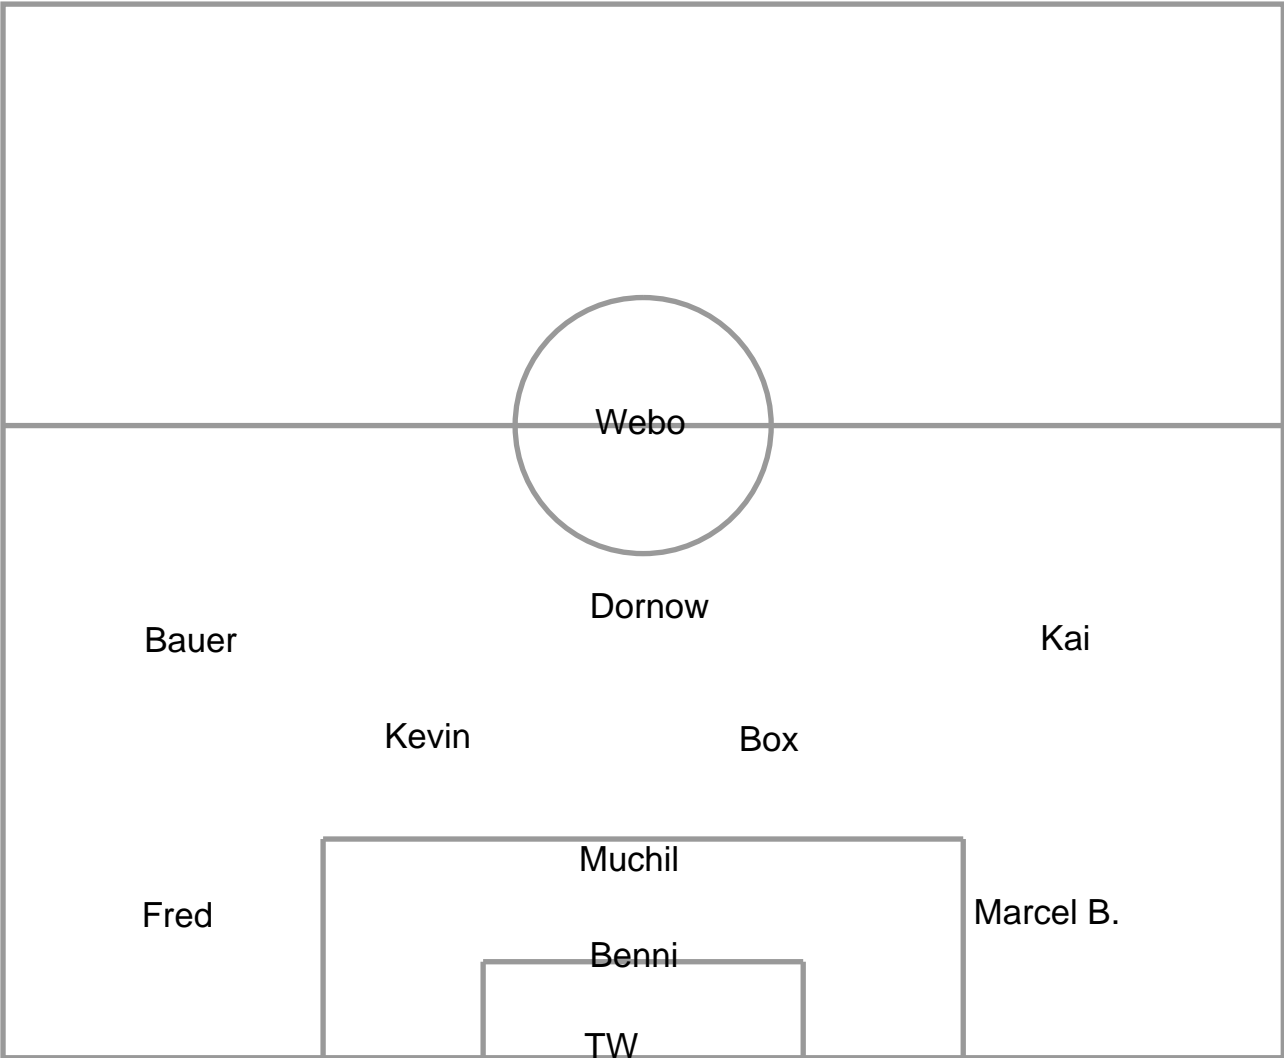 Webo
Dornow
Bauer
Kai
Kevin
Box
Muchil
Fred
Marcel B.
Benni
TW